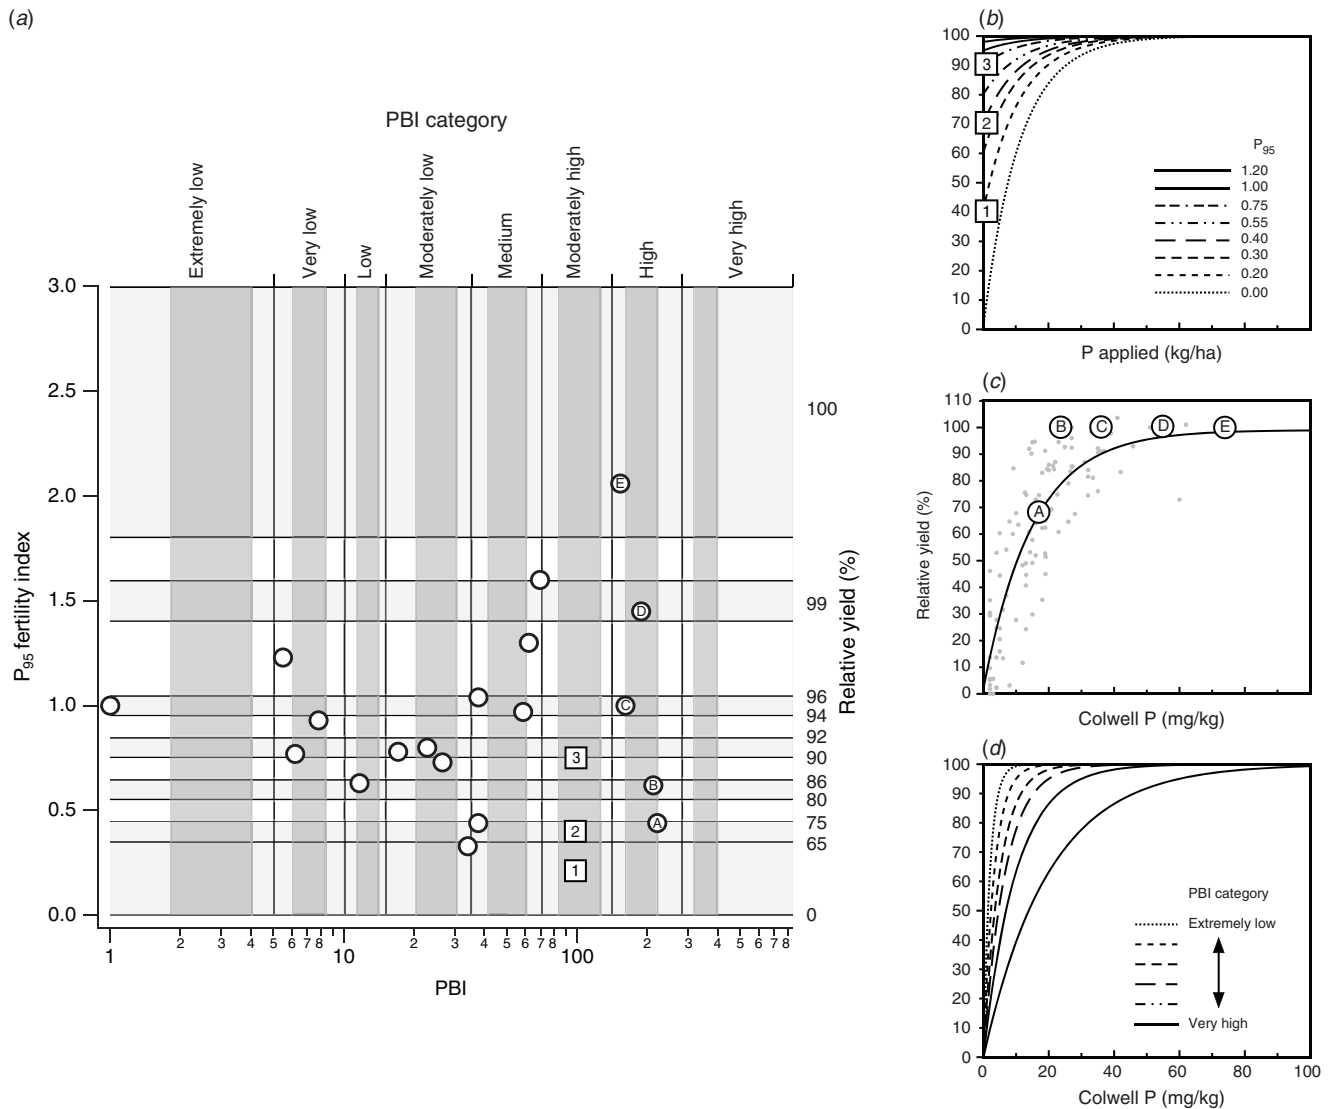 (a)
PBI category
Extremely low
Very low
Low
Moderately low
Medium
Moderately high
High
Very high
P95 fertility index
3.0
2.5
2.0
1.5
1.0
0.5
0.0
E
D
C
B
A
3
2
1
100
99
96
94
92
90
86
80
75
65
0
Relative yield (%)
1 2 3 4 5 6 7 8 10 2 3 4 5 6 7 8 100 2 3 4 5 6 7 8
PBI
(b)
100
90
80
70
60
50
40
30
20
10
0
3
2
1
P95
1.20
1.00
0.75
0.55
0.40
0.30
0.20
0.00
P applied (kg/ha)
(c)
Relative yield (%)
110
100
90
80
70
60
50
40
30
20
10
0
B C D E
A
Colwell P (mg/kg)
(d)
100
90
80
70
60
50
40
30
20
10
0
PBI category
Extremely low
Very high
0 20 40 60 80 100
Colwell P (mg/kg)